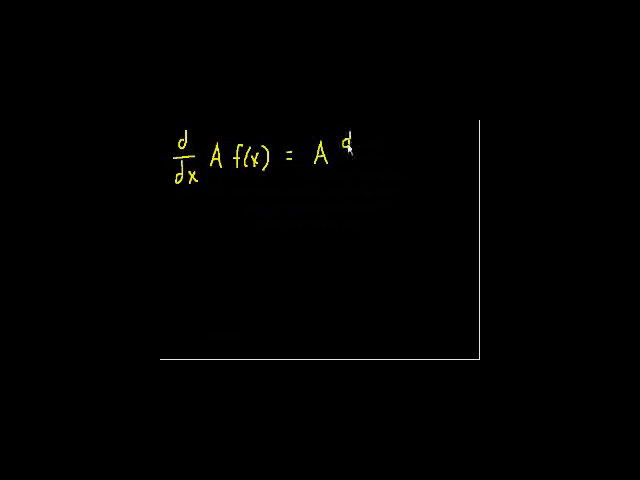 d/dx A f(x) = A d